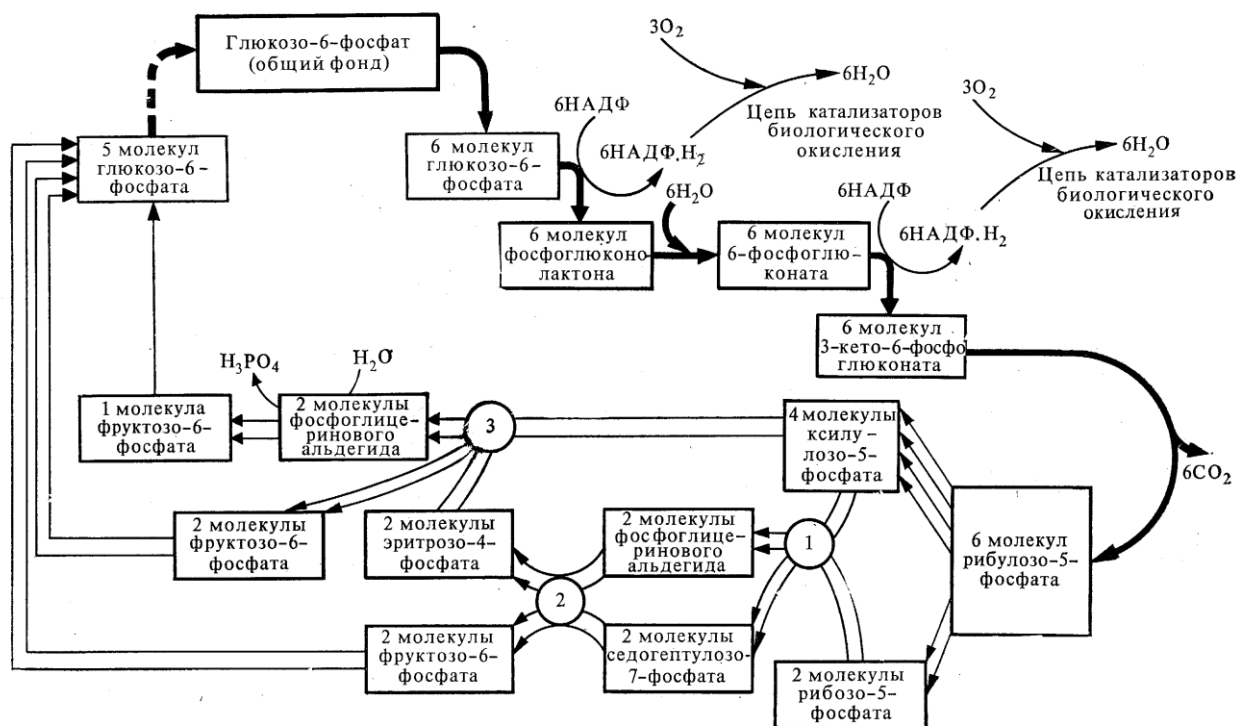 Глюкозо-6-фосфат
(общий фонд)
3O₂
6H₂O
Цепь катализаторов
биологического
окисления
3O₂
6H₂O
Цепь катализаторов
биологического
окисления
5 молекул
глюкозо-6-
фосфата
6 молекул
глюкозо-6-
фосфата
6НАДФ
6НАДФ.H₂
6H₂O
6НАДФ
6НАДФ.H₂
6 молекул
фосфоглюконо
лактона
6 молекул
6-фосфоглю-
коната
6 молекул
3-кето-6-фосфо
глюконата
H₃PO₄
H₂O
1 молекула
фруктозо-6-
фосфата
2 молекулы
фосфоглице-
ринового
альдегида
3
4 молекулы
ксилу-
лозо-5-
фосфата
6CO₂
2 молекулы
фруктозо-6-
фосфата
2 молекулы
эритрозо-4-
фосфата
2 молекулы
фосфоглице-
ринового
альдегида
1
6 молекул
рибулозо-5-
фосфата
2
2 молекулы
фруктозо-6-
фосфата
2 молекулы
седогептулозо-
7-фосфата
2 молекулы
рибозо-5-
фосфата